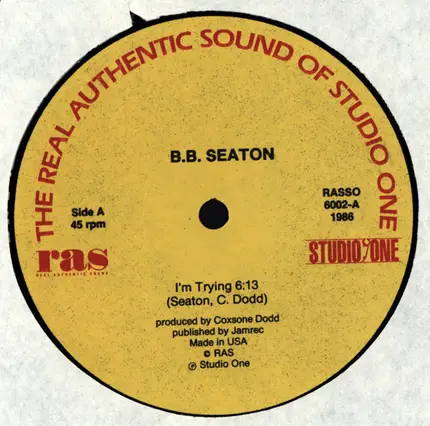 THE REAL AUTHENTIC SOUND OF STUDIO ONE
B.B. SEATON
Side A
45 rpm
RASSO
6002-A
1986
ras
REAL AUTHENTIC SOUND
STUDIO ONE
I'm Trying 6:13
(Seaton, C. Dodd)
produced by Coxsone Dodd
published by Jamrec
Made in USA
© RAS
℗ Studio One